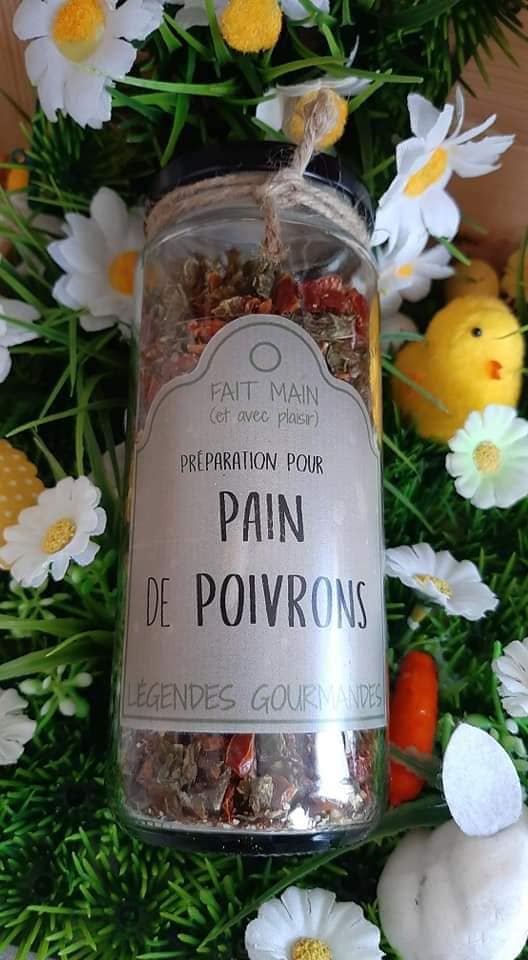 FAIT MAIN
(et avec plaisir)
PRÉPARATION POUR
PAIN
DE POIVRONS
LÉGENDES GOURMANDES